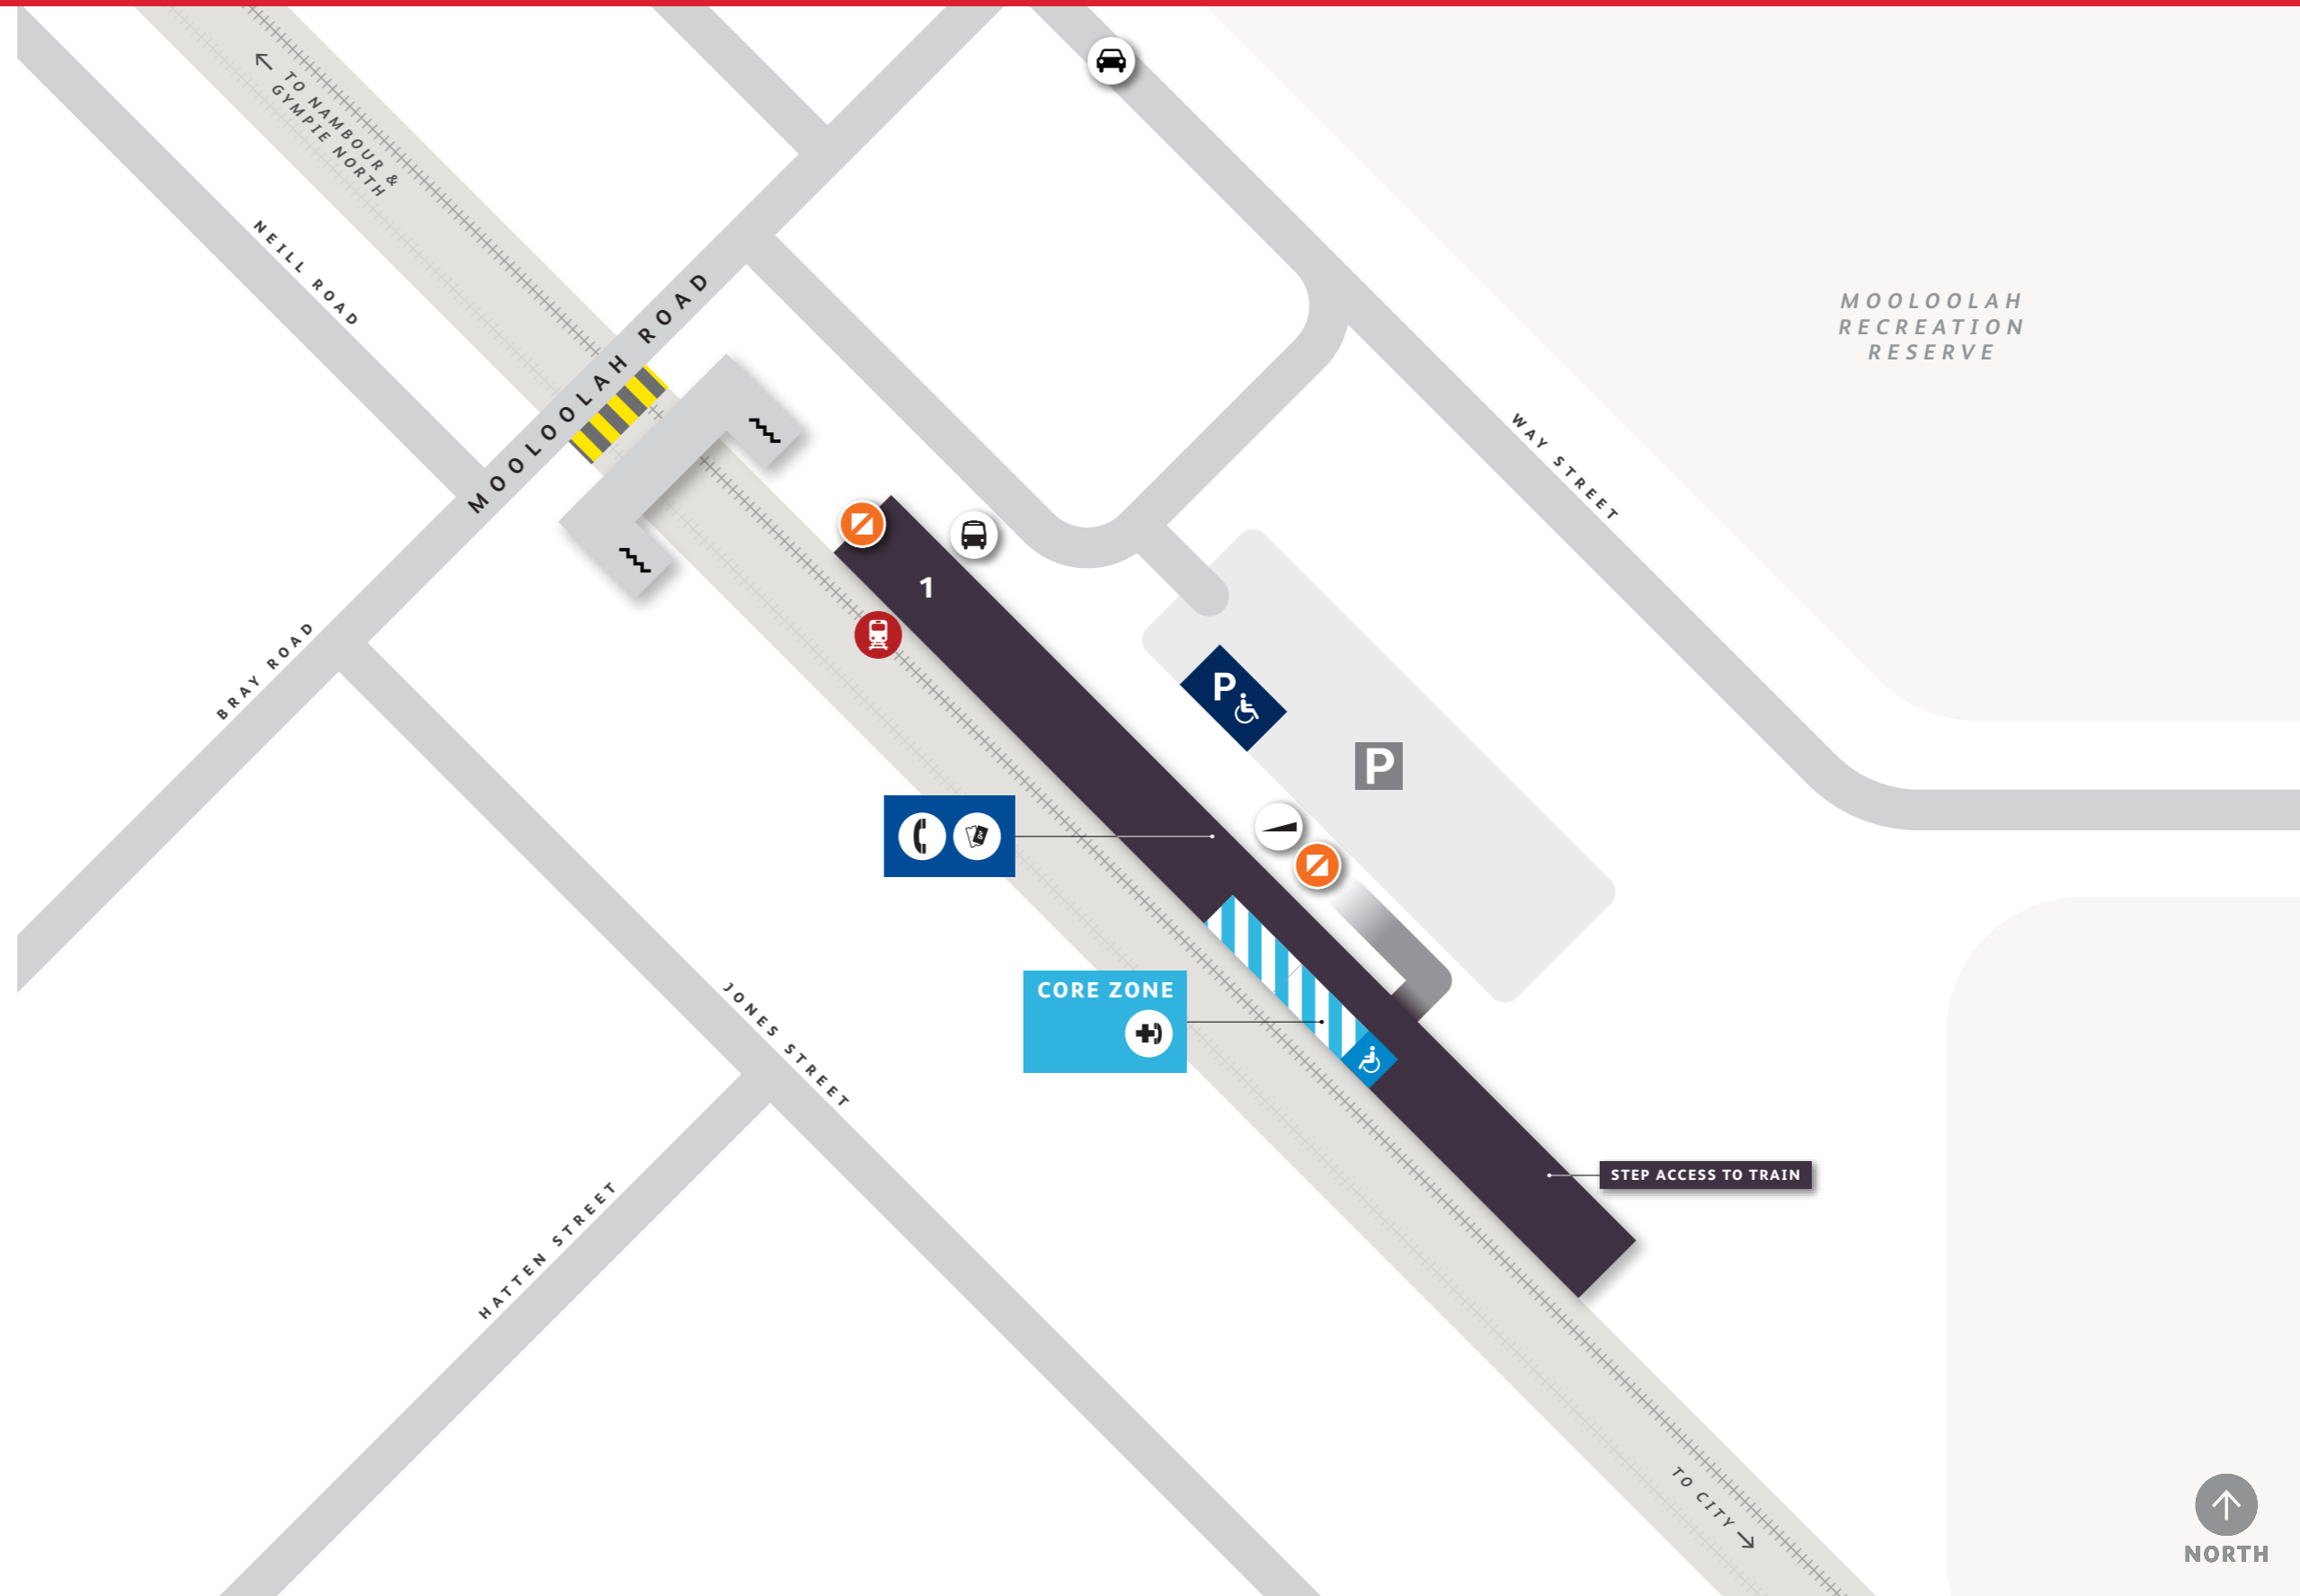 TO NAMBOUR &
GYMPIE NORTH
NEILL ROAD
MOOLOOLAH ROAD
MOOLOOLAH
RECREATION
RESERVE
WAY STREET
1
BRAY ROAD
P
P
CORE ZONE
JONES STREET
STEP ACCESS TO TRAIN
HATTEN STREET
TO CITY
NORTH